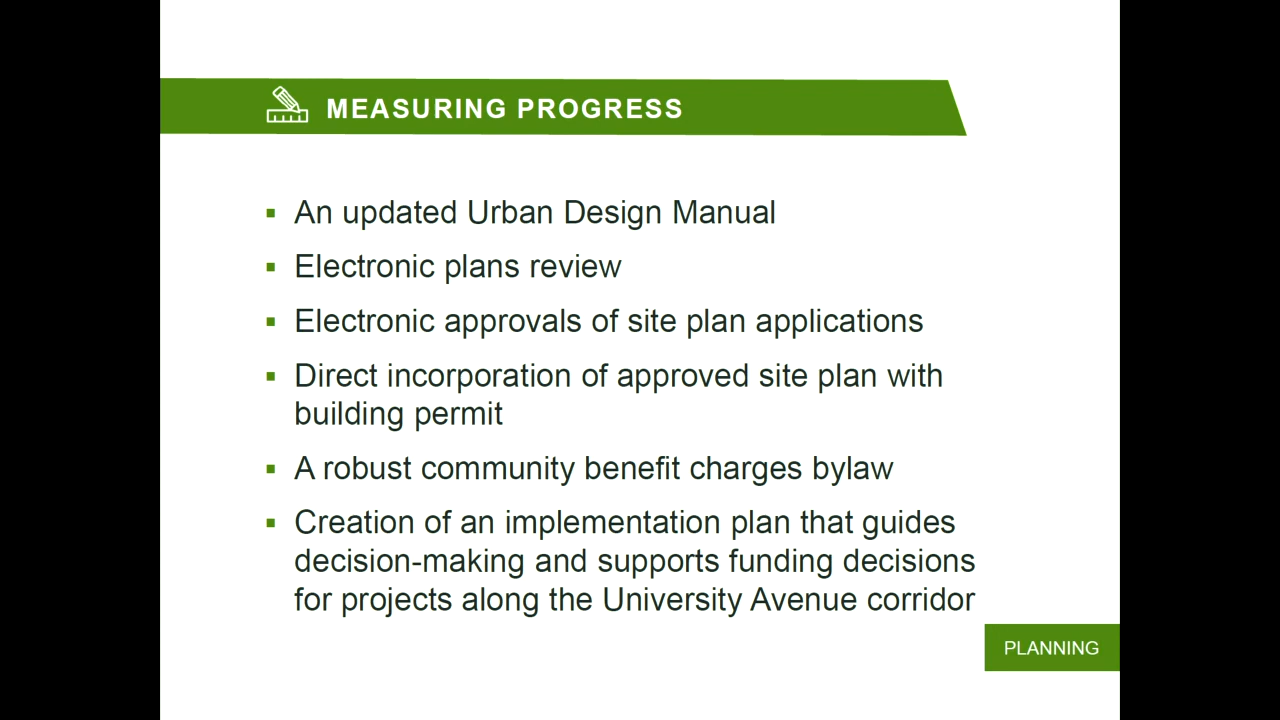 MEASURING PROGRESS
▪ An updated Urban Design Manual
▪ Electronic plans review
▪ Electronic approvals of site plan applications
▪ Direct incorporation of approved site plan with
building permit
▪ A robust community benefit charges bylaw
▪ Creation of an implementation plan that guides
decision-making and supports funding decisions
for projects along the University Avenue corridor
PLANNING